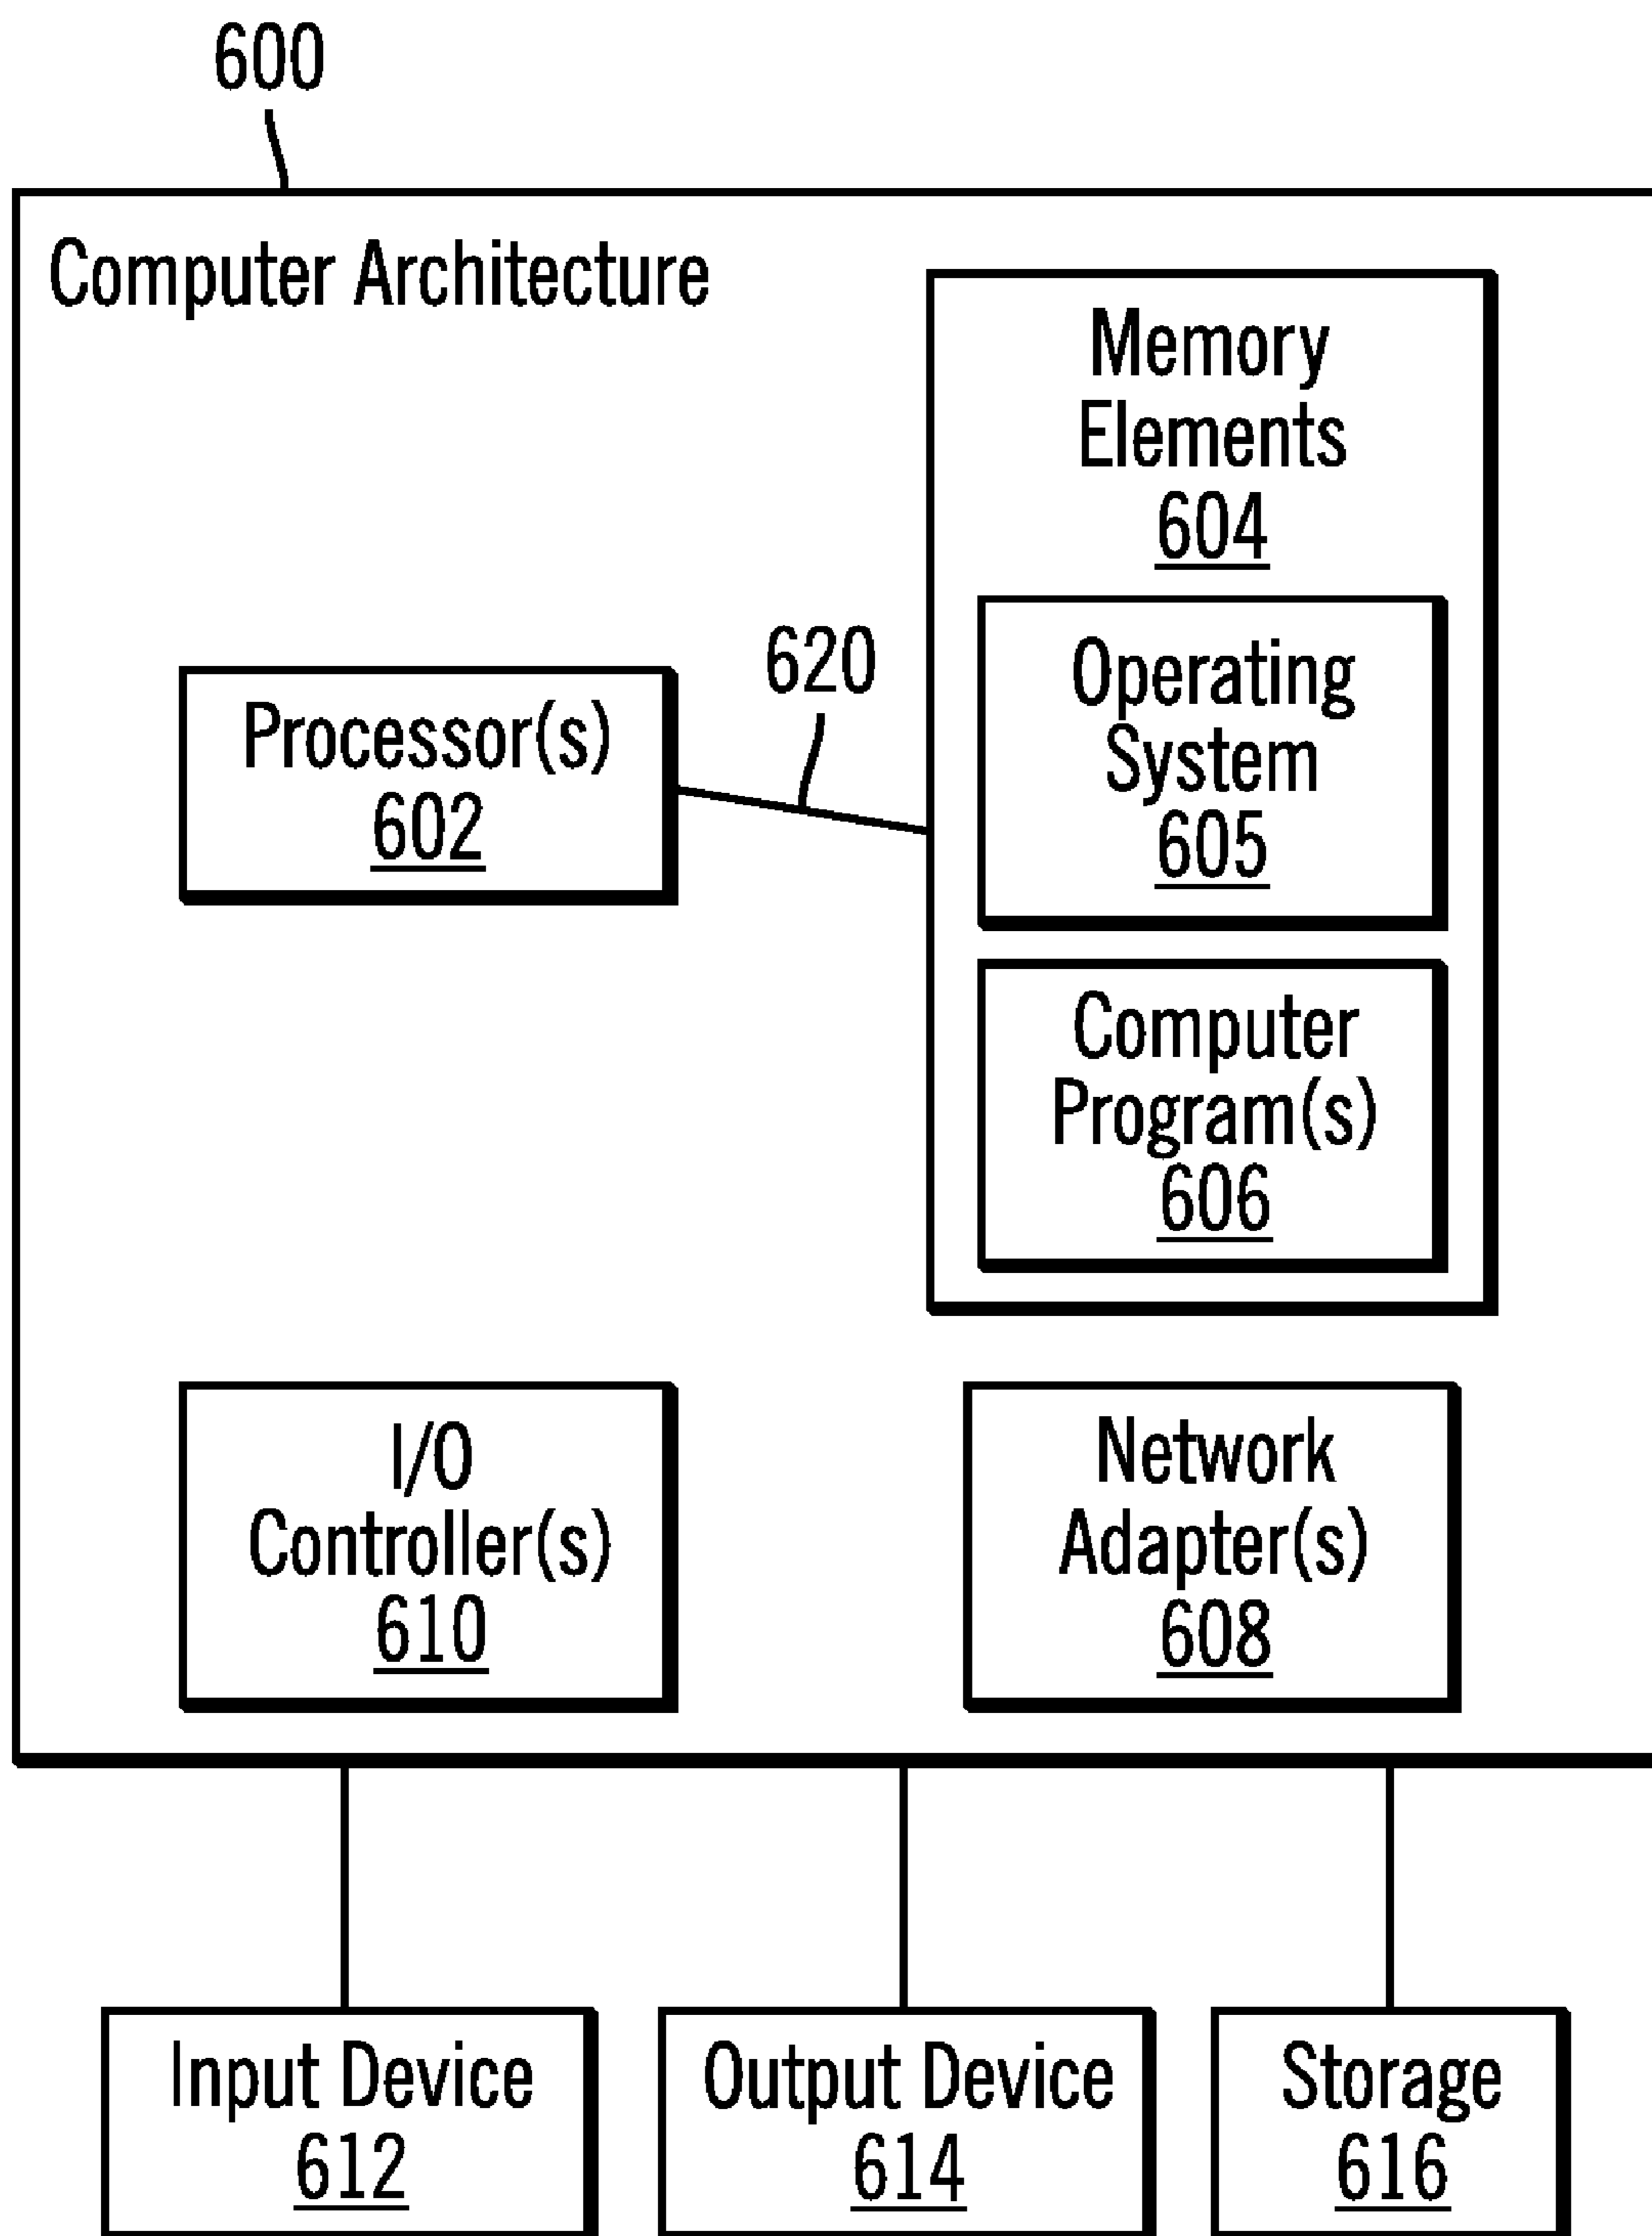 600
Computer Architecture
Memory
Elements
604
Operating
System
605
Computer
Program(s)
606
620
Processor(s)
602
I/O
Controller(s)
610
Network
Adapter(s)
608
Input Device
612
Output Device
614
Storage
616